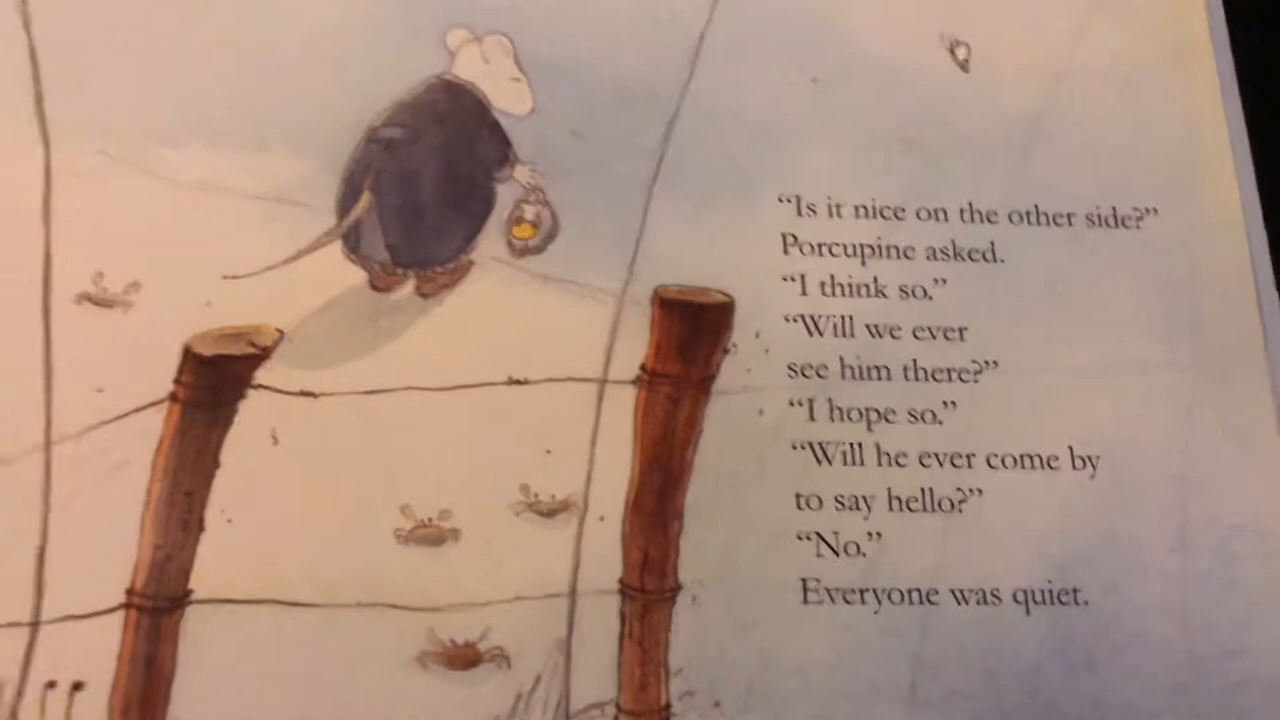 “Is it nice on the other side?”
Porcupine asked.
“I think so.”
“Will we ever
see him there?”
“I hope so.”
“Will he ever come by
to say hello?”
“No.”
Everyone was quiet.